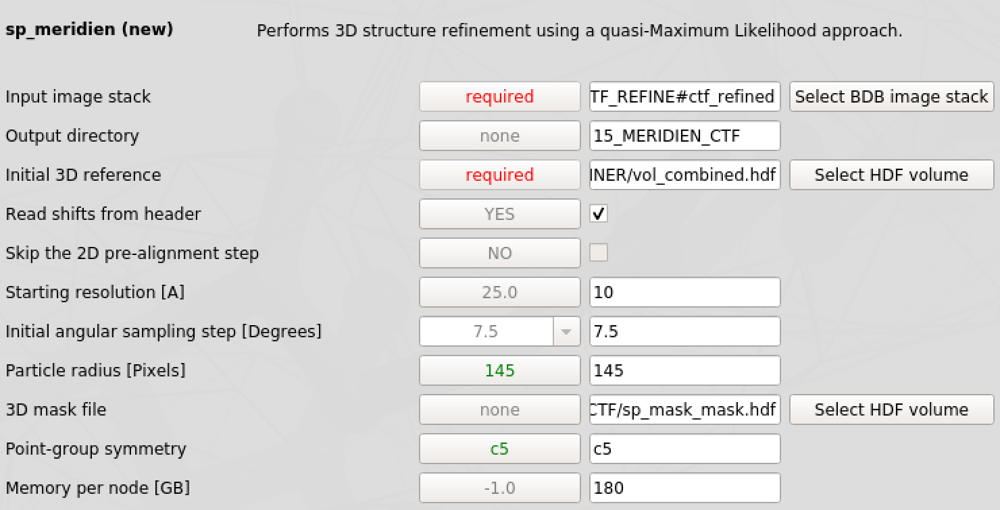 sp_meridien (new) Performs 3D structure refinement using a quasi-Maximum Likelihood approach.
Input image stack required TF_REFINE#ctf_refined Select BDB image stack
Output directory none 15_MERIDIEN_CTF
Initial 3D reference required INER/vol_combined.hdf Select HDF volume
Read shifts from header YES
Skip the 2D pre-alignment step NO
Starting resolution [A] 25.0 10
Initial angular sampling step [Degrees] 7.5 7.5
Particle radius [Pixels] 145 145
3D mask file none CTF/sp_mask_mask.hdf Select HDF volume
Point-group symmetry c5 c5
Memory per node [GB] -1.0 180